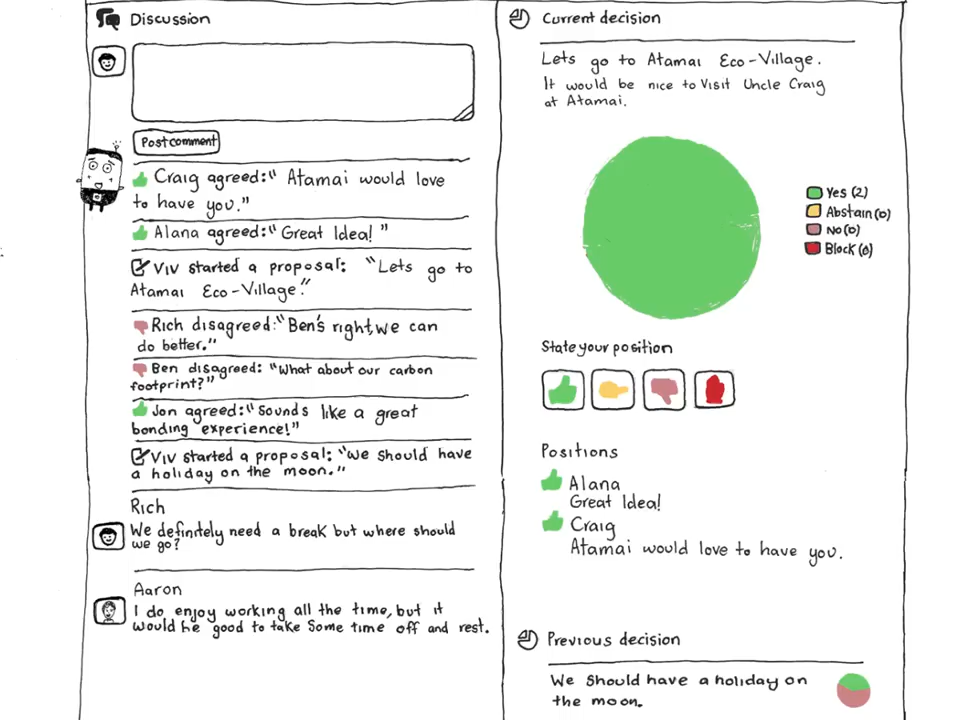 Discussion
Post comment
Craig agreed:" Atamai would love
to have you."
Alana agreed:"Great Idea!"
Viv started a proposal: "Lets go to
Atamai Eco-Village."
Rich disagreed:"Ben's right, we can
do better."
Ben disagreed: "What about our carbon
footprint?"
Jon agreed:"Sounds like a great
bonding experience!"
Viv started a proposal: "We should have
a holiday on the moon."
Rich
We definitely need a break but where should
we go?
Aaron
I do enjoy working all the time, but it
would be good to take some time off and rest.
Current decision
Lets go to Atamai Eco-Village.
It would be nice to Visit Uncle Craig
at Atamai.
Yes (2)
Abstain (0)
No (0)
Block (0)
State your position
Positions
Alana
Great Idea!
Craig
Atamai would love to have you.
Previous decision
We should have a holiday on
the moon.